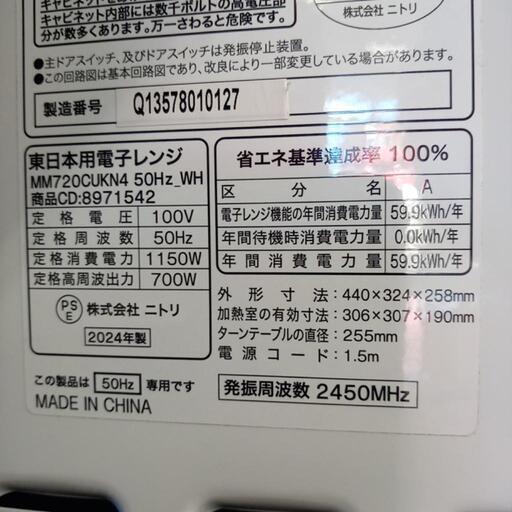 キャビネット内部には数千ボルトの高電圧部
分が数多くあります。万一さわると危険です。
株式会社 ニトリ
●主ドアスイッチ、及びドアスイッチは発振停止装置。
●この回路図は基本回路図であり、改良により一部変更している場合があります。
製造番号 Q13578010127
東日本用電子レンジ
MM720CUKN4 50Hz_WH
商品CD:8971542
定格電圧 100V
定格周波数 50Hz
定格消費電力 1150W
定格高周波出力 700W
PSE 株式会社 ニトリ
2024年製
この製品は 50Hz 専用です
MADE IN CHINA
省エネ基準達成率 100%
区分名 A
電子レンジ機能の年間消費電力量 59.9kWh/年
年間待機時消費電力量 0.0kWh/年
年間消費電力量 59.9kWh/年
外形寸法:440×324×258mm
加熱室の有効寸法:306×307×190mm
ターンテーブルの直径:255mm
電源コード:1.5m
発振周波数 2450MHz